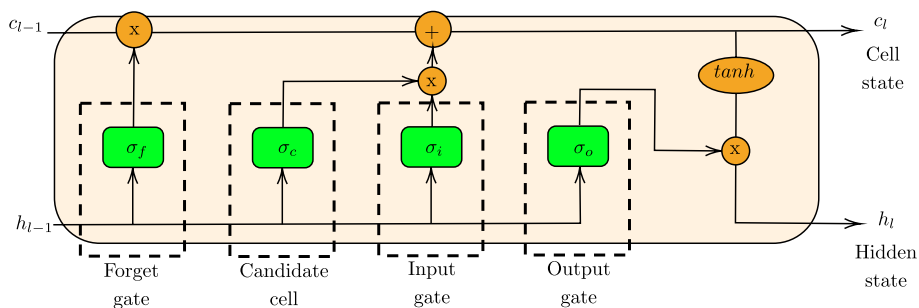 c_{l-1} x + c_l
Cell
state
tanh
x
σ_f σ_c σ_i σ_o x
h_{l-1} h_l
Forget
gate
Candidate
cell
Input
gate
Output
gate
Hidden
state